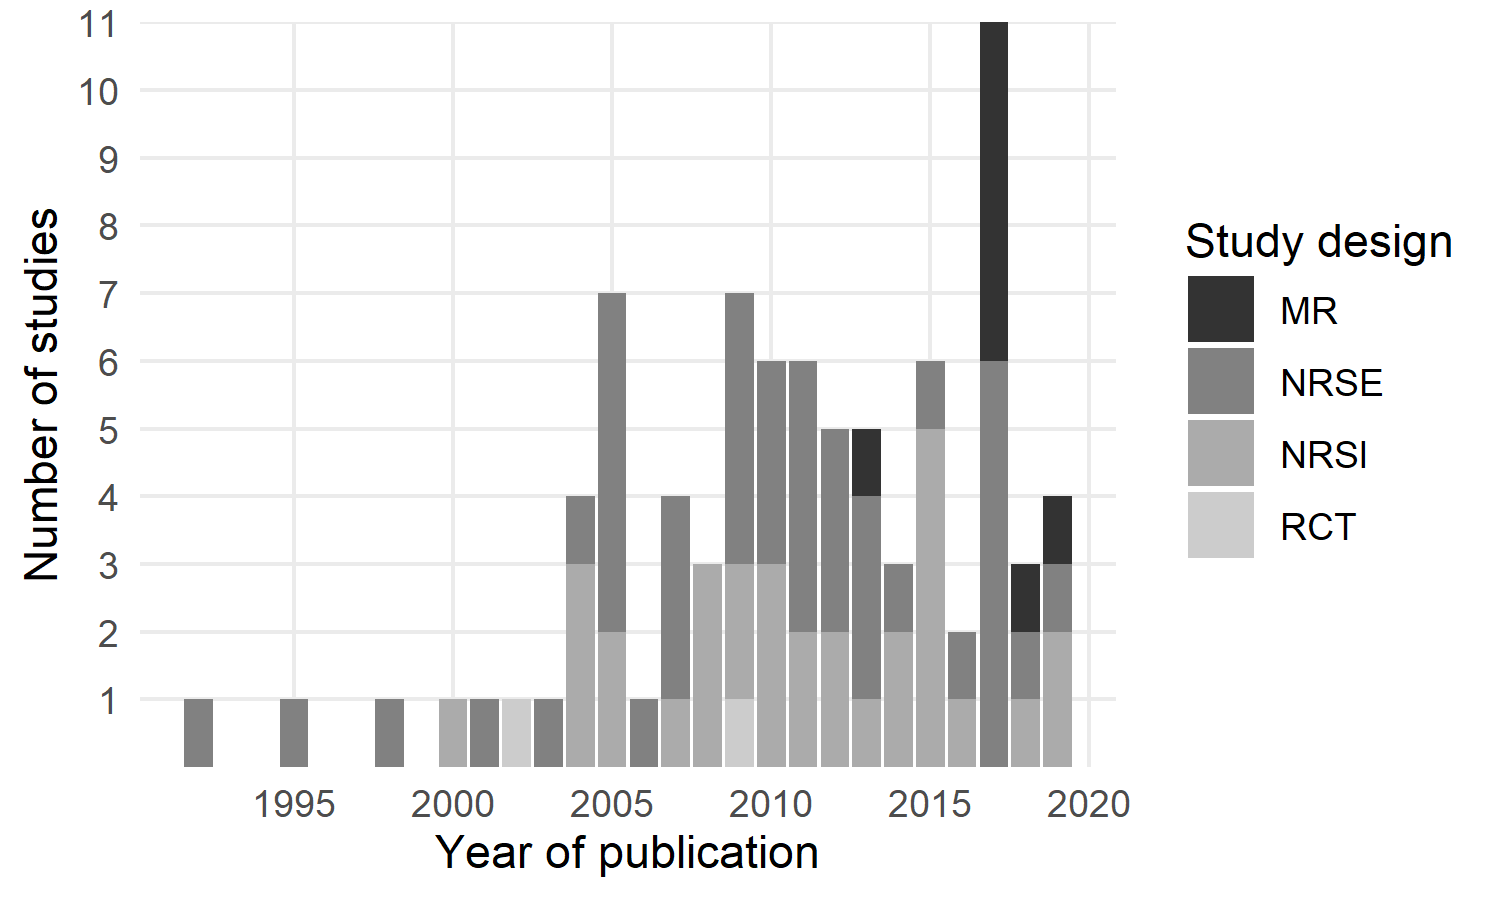 11
10
9
8
7
6
5
4
3
2
1
Number of studies
1995 2000 2005 2010 2015 2020
Year of publication
Study design
MR
NRSE
NRSI
RCT